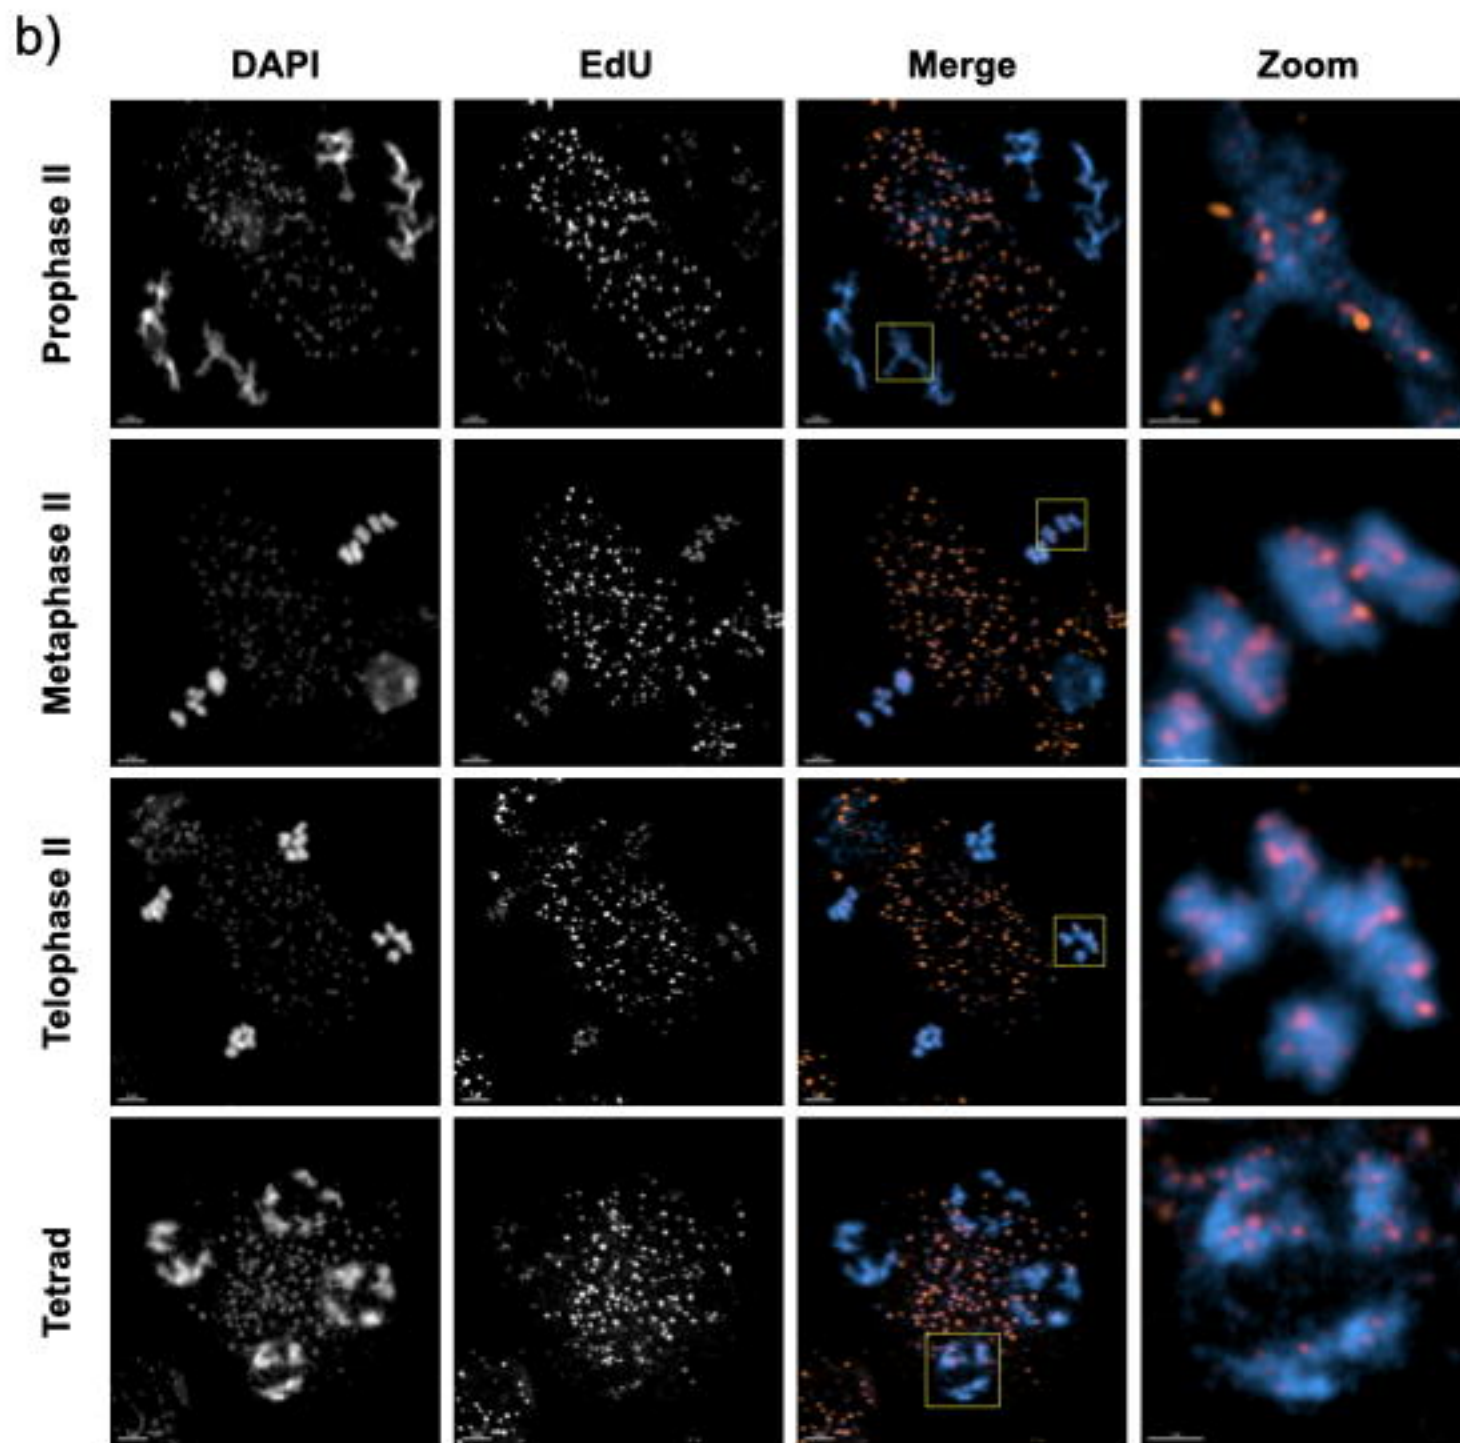 b)
DAPI EdU Merge Zoom
Prophase II
Metaphase II
Telophase II
Tetrad